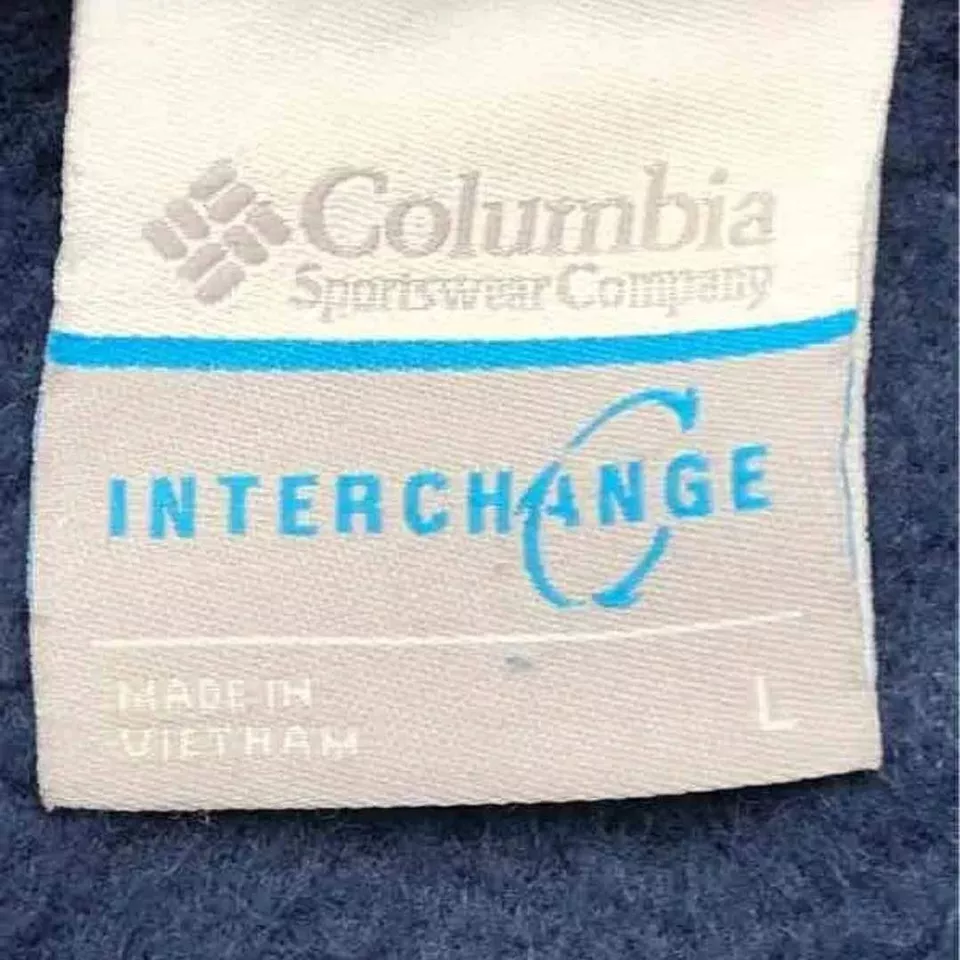 Columbia
Sportswear Company
INTERCHANGE
MADE IN
VIETNAM
L